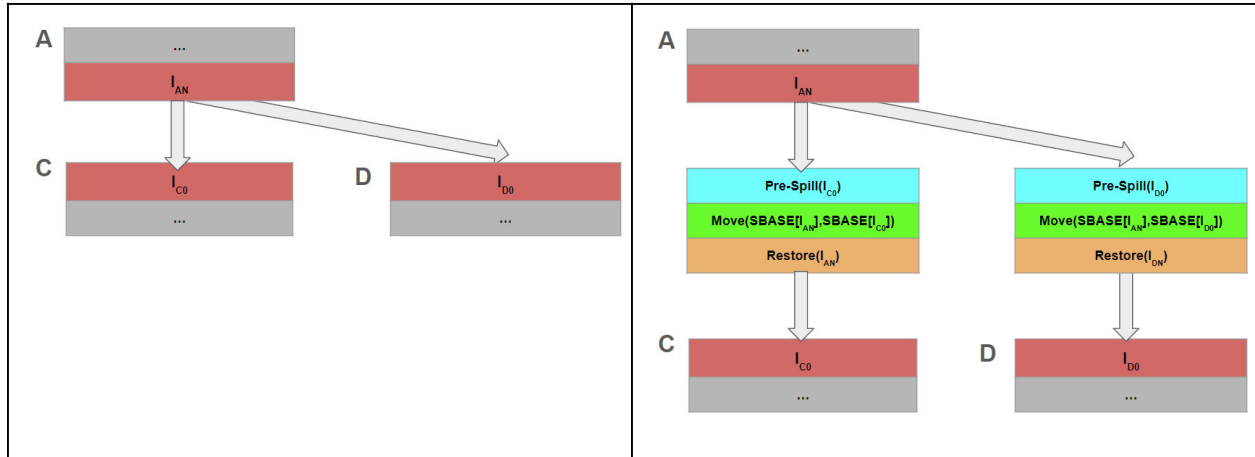 A
...
I_AN
C
I_C0
...
D
I_D0
...
A
...
I_AN
Pre-Spill(I_C0)
Move(SBASE[I_AN],SBASE[I_C0])
Restore(I_AN)
Pre-Spill(I_D0)
Move(SBASE[I_AN],SBASE[I_D0])
Restore(I_DN)
C
I_C0
...
D
I_D0
...